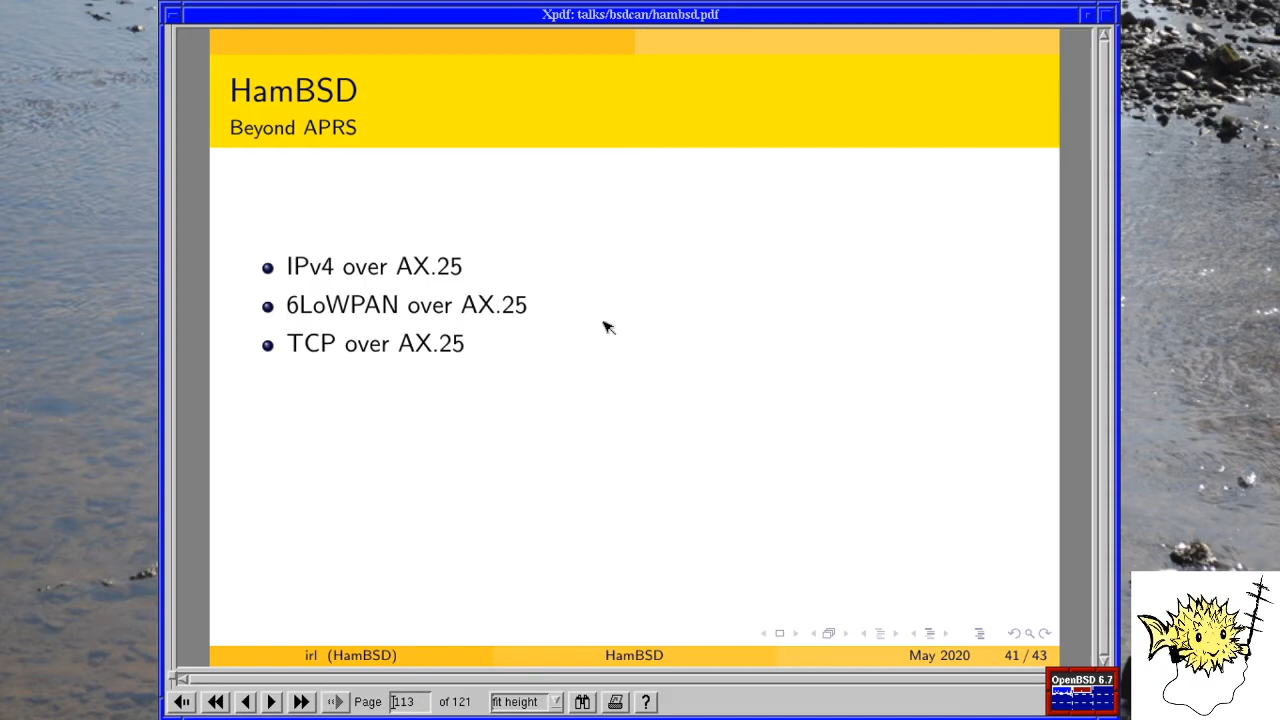 Xpdf: talks/bsdcan/hambsd.pdf
HamBSD
Beyond APRS
IPv4 over AX.25
6LoWPAN over AX.25
TCP over AX.25
irl (HamBSD) HamBSD May 2020 41 / 43
OpenBSD 6.7
Page 113 of 121 fit height ?